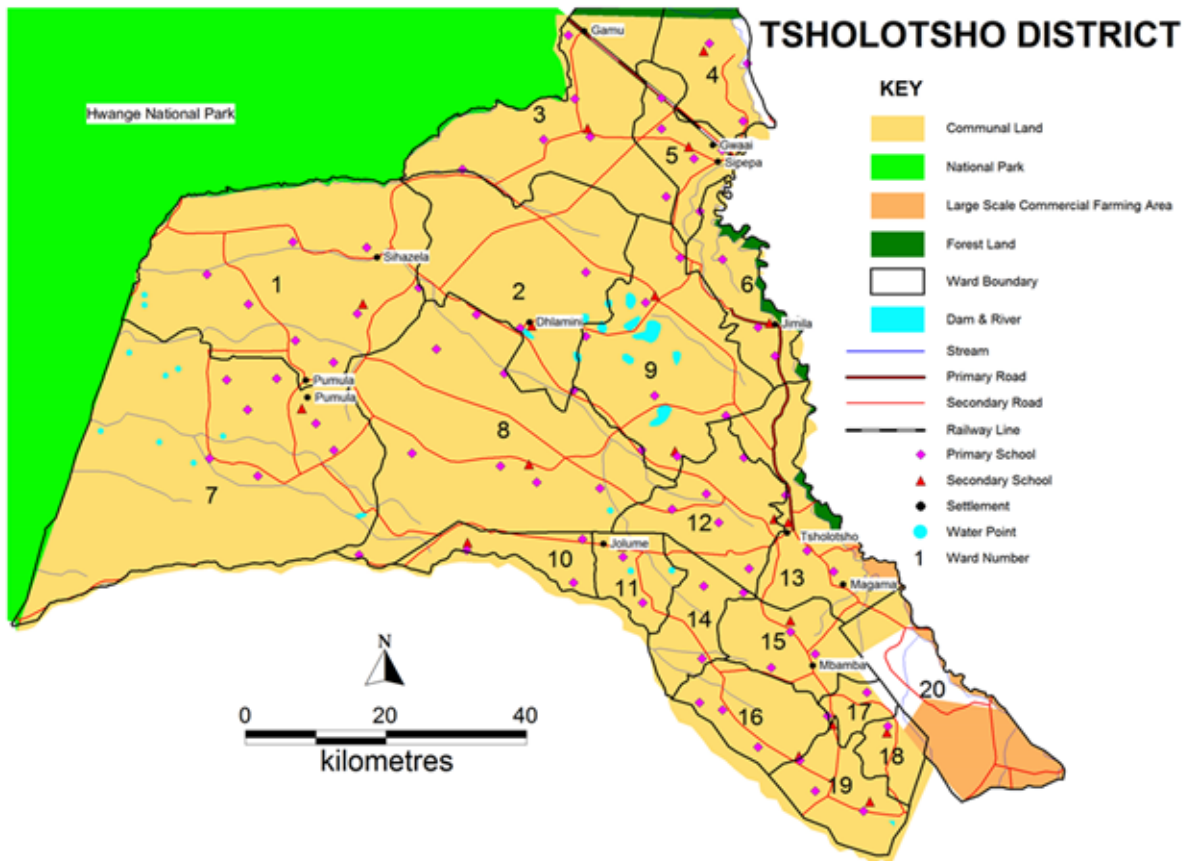 TSHOLOTSHO DISTRICT
KEY
Communal Land
National Park
Large Scale Commercial Farming Area
Forest Land
Ward Boundary
Dam & River
Stream
Primary Road
Secondary Road
Railway Line
Primary School
Secondary School
Settlement
Water Point
1 Ward Number
Hwange National Park
Gamu
4
3
Gwaai
5
Sipepa
Sihazela
1
2
6
Dhlamini
Jimila
9
Pumula
Pumula
8
7
12
Tsholotsho
Jolume
10
11
13
Magama
14
15
Mbamba
20
16
17
18
19
N
0 20 40
kilometres